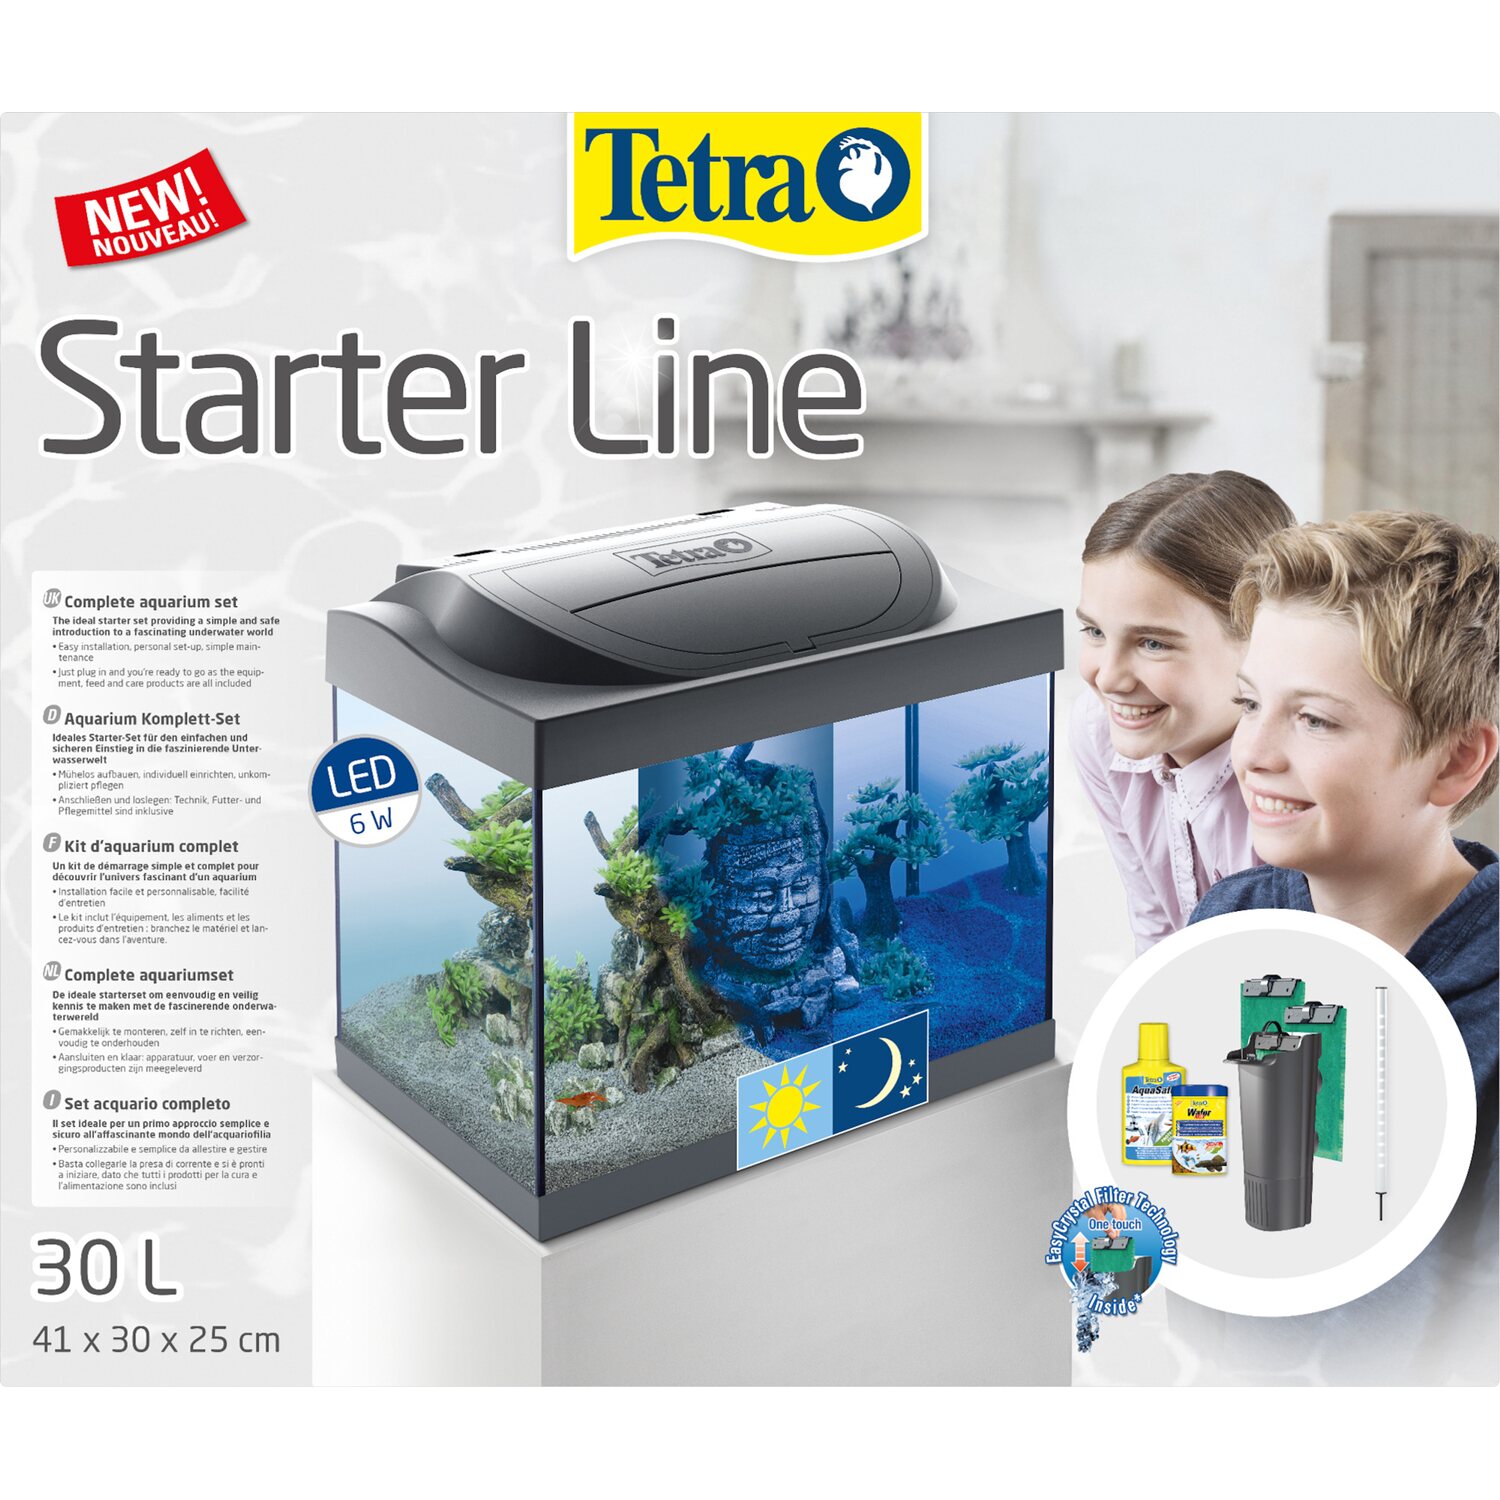 Tetra
NEW!
NOUVEAU!
Starter Line
Tetra
UK Complete aquarium set
The ideal starter set providing a simple and safe
introduction to a fascinating underwater world
• Easy installation, personal set-up, simple main-
tenance
• Just plug in and you're ready to go as the equip-
ment, feed and care products are all included
D Aquarium Komplett-Set
Ideales Starter-Set für den einfachen und
sicheren Einstieg in die faszinierende Unter-
wasserwelt
• Mühelos aufbauen, individuell einrichten, unkom-
pliziert pflegen
• Anschließen und loslegen: Technik, Futter- und
Pflegemittel sind inklusive
F Kit d'aquarium complet
Un kit de démarrage simple et complet pour
découvrir l'univers fascinant d'un aquarium
• Installation facile et personnalisable, facilité
d'entretien
• Le kit inclut l'équipement, les aliments et les
produits d'entretien : branchez le matériel et lan-
cez-vous dans l'aventure.
NL Complete aquariumset
De ideale starterset om eenvoudig en veilig
kennis te maken met de fascinerende onderwa-
terwereld
• Gemakkelijk te monteren, zelf in te richten, een-
voudig te onderhouden
• Aansluiten en klaar: apparatuur, voer en verzor-
gingsproducten zijn meegeleverd
I Set acquario completo
Il set ideale per un primo approccio semplice e
sicuro all'affascinante mondo dell'acquariofilia
• Personalizzabile e semplice da allestire e gestire
• Basta collegarle la presa di corrente e si è pronti
a iniziare, dato che tutti i prodotti per la cura e
l'alimentazione sono inclusi
LED
6 W
30 L
41 x 30 x 25 cm
Tetra
AquaSafe
Tetra
Wafer
EasyCrystal Filter Technology
One touch
Inside*